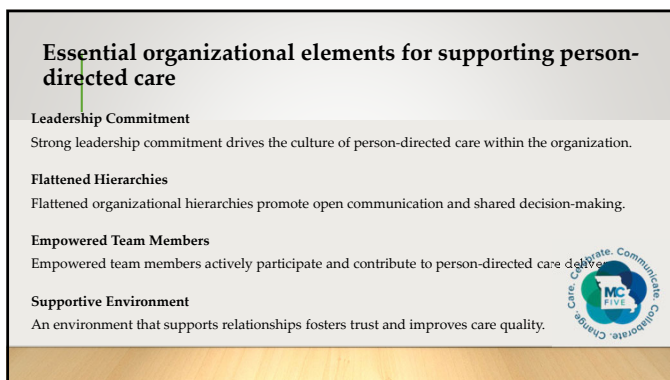 Essential organizational elements for supporting person-
directed care
Leadership Commitment
Strong leadership commitment drives the culture of person-directed care within the organization.
Flattened Hierarchies
Flattened organizational hierarchies promote open communication and shared decision-making.
Empowered Team Members
Empowered team members actively participate and contribute to person-directed care
Supportive Environment
An environment that supports relationships fosters trust and improves care quality.
Care. Celebrate. Communicate. Collaborate. Change.
MC
FIVE